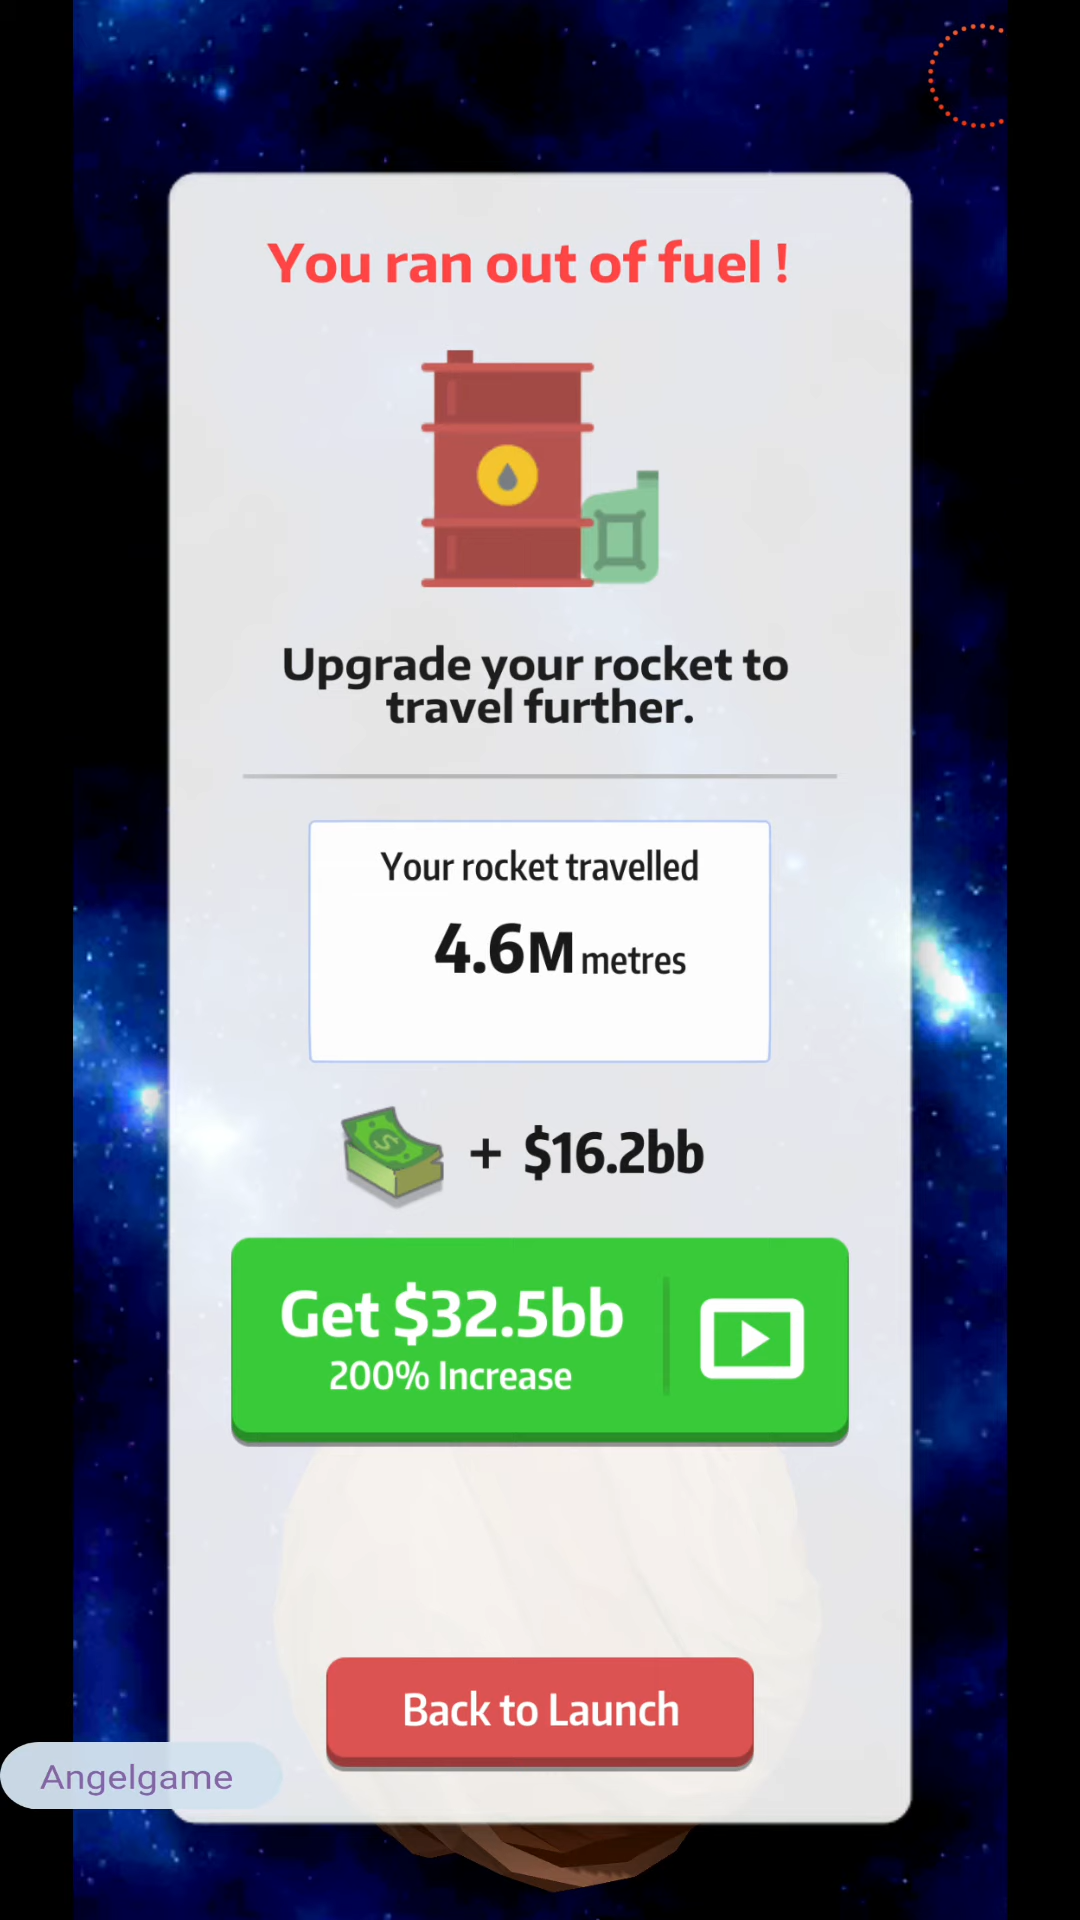 You ran out of fuel !
Upgrade your rocket to
travel further.
Your rocket travelled
4.6M metres
+ $16.2bb
Get $32.5bb
200% Increase
Back to Launch
Angelgame